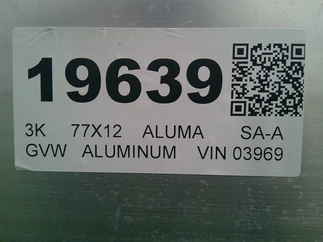 19639
3K 77X12 ALUMA SA-A
GVW ALUMINUM VIN 03969